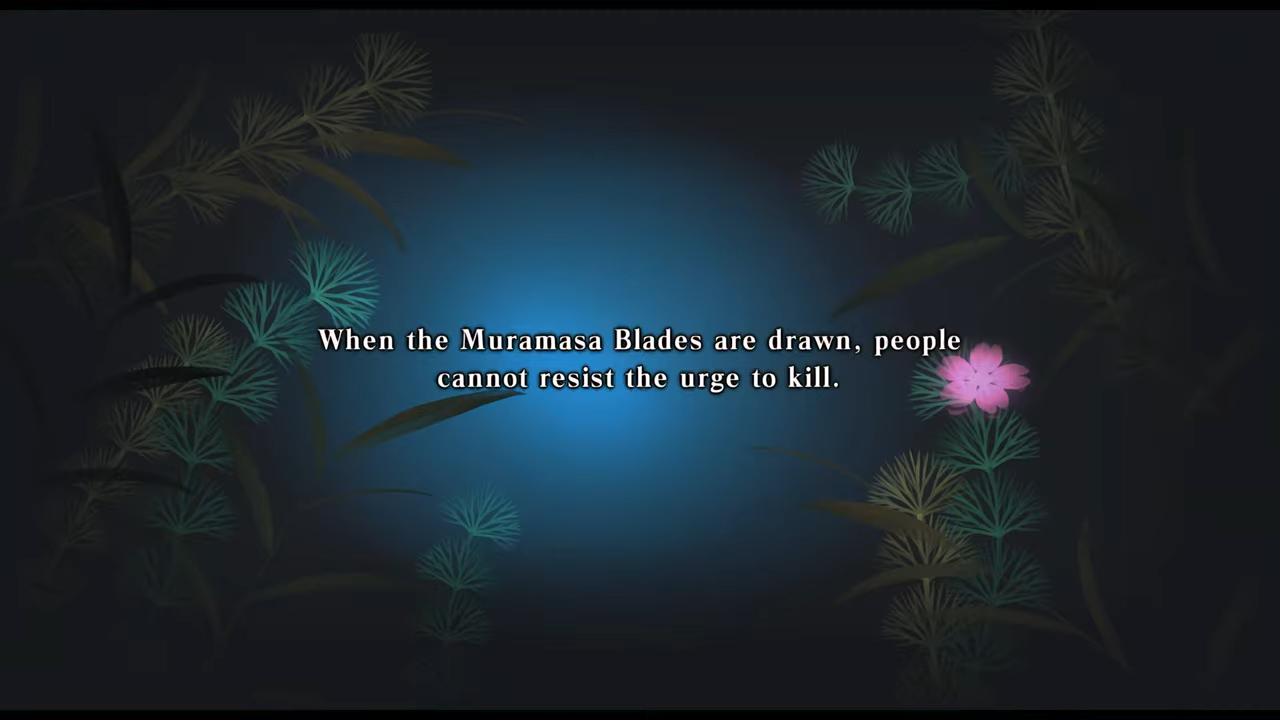 When the Muramasa Blades are drawn, people
cannot resist the urge to kill.